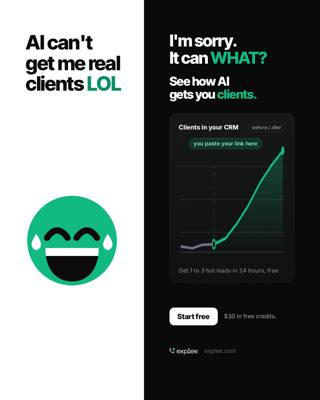 AI can't
get me real
clients LOL
I'm sorry.
It can WHAT?
See how AI
gets you clients.
Clients in your CRM
before / after
you paste your link here
Get 1 to 3 hot leads in 24 hours, free
Start free
$30 in free credits.
explee
explee.com